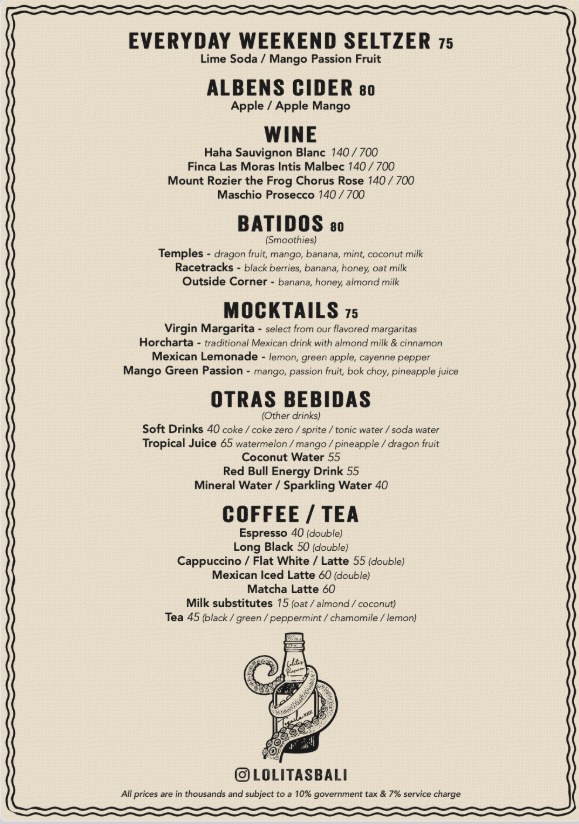 EVERYDAY WEEKEND SELTZER 75
Lime Soda / Mango Passion Fruit
ALBENS CIDER 80
Apple / Apple Mango
WINE
Haha Sauvignon Blanc 140 / 700
Finca Las Moras Intis Malbec 140 / 700
Mount Rozier the Frog Chorus Rose 140 / 700
Maschio Prosecco 140 / 700
BATIDOS 80
(Smoothies)
Temples - dragon fruit, mango, banana, mint, coconut milk
Racetracks - black berries, banana, honey, oat milk
Outside Corner - banana, honey, almond milk
MOCKTAILS 75
Virgin Margarita - select from our flavored margaritas
Horcharta - traditional Mexican drink with almond milk & cinnamon
Mexican Lemonade - lemon, green apple, cayenne pepper
Mango Green Passion - mango, passion fruit, bok choy, pineapple juice
OTRAS BEBIDAS
(Other drinks)
Soft Drinks 40 coke / coke zero / sprite / tonic water / soda water
Tropical Juice 65 watermelon / mango / pineapple / dragon fruit
Coconut Water 55
Red Bull Energy Drink 55
Mineral Water / Sparkling Water 40
COFFEE / TEA
Espresso 40 (double)
Long Black 50 (double)
Cappuccino / Flat White / Latte 55 (double)
Mexican Iced Latte 60 (double)
Matcha Latte 60
Milk substitutes 15 (oat / almond / coconut)
Tea 45 (black / green / peppermint / chamomile / lemon)
LOLITASBALI
All prices are in thousands and subject to a 10% government tax & 7% service charge